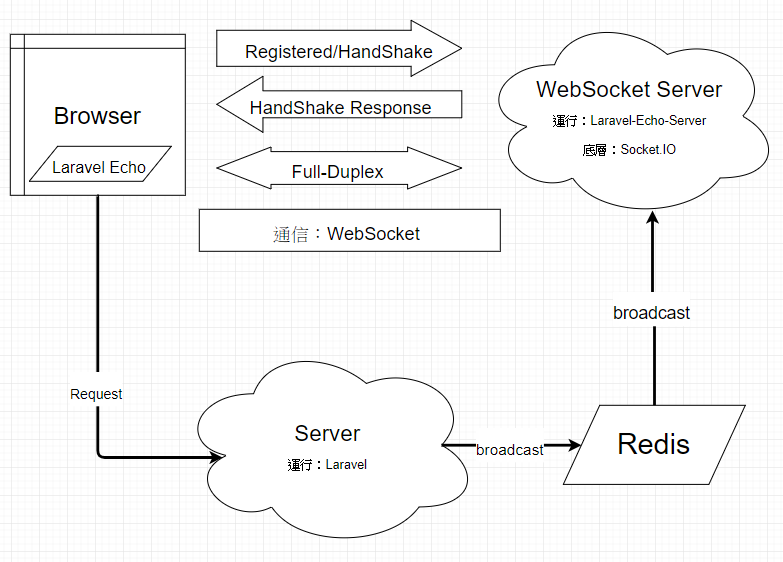 Registered/HandShake
Browser
Laravel Echo
HandShake Response
Full-Duplex
通信：WebSocket
WebSocket Server
運行：Laravel-Echo-Server
底層：Socket.IO
broadcast
Request
Server
運行：Laravel
broadcast
Redis